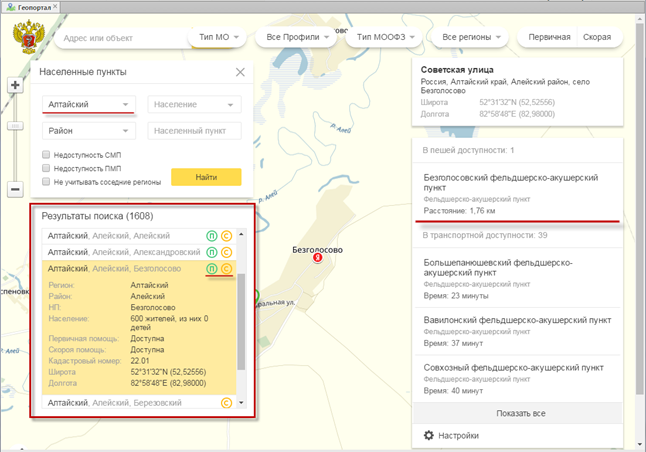 Геопортал
Адрес или объект
Тип МО
Все Профили
Тип МООФЗ
Все регионы
Первичная
Скорая
Населенные пункты
Алтайский
Население
Район
Населенный пункт
Недоступность СМП
Недоступность ПМП
Не учитывать соседние регионы
Найти
Результаты поиска (1608)
Алтайский, Алейский, Алейский П С
Алтайский, Алейский, Александровский П С
Алтайский, Алейский, Безголосово П С
Регион: Алтайский
Район: Алейский
НП: Безголосово
Население: 600 жителей, из них 0
детей
Первичная помощь: Доступна
Скороя помощь: Доступна
Кадастровый номер: 22.01
Широта 52°31'32"N (52,52556)
Долгота 82°58'48"E (82,98000)
Алтайский, Алейский, Березовский С
р. Алей
Безголосово
Я
ральная ул.
спеновка
р. Алей
Советская улица
Россия, Алтайский край, Алейский район, село
Безголосово
Широта 52°31'32"N (52,52556)
Долгота 82°58'48"E (82,98000)
В пешей доступности: 1
Безголосовский фельдшерско-акушерский
пункт
Фельдшерско-акушерский пункт
Расстояние: 1,76 км
В транспортной доступности: 39
Большепанюшевский фельдшерско-
акушерский пункт
Фельдшерско-акушерский пункт
Время: 23 минуты
Вавилонский фельдшерско-акушерский пункт
Фельдшерско-акушерский пункт
Время: 37 минут
Совхозный фельдшерско-акушерский пункт
Фельдшерско-акушерский пункт
Время: 40 минут
Показать все
Настройки